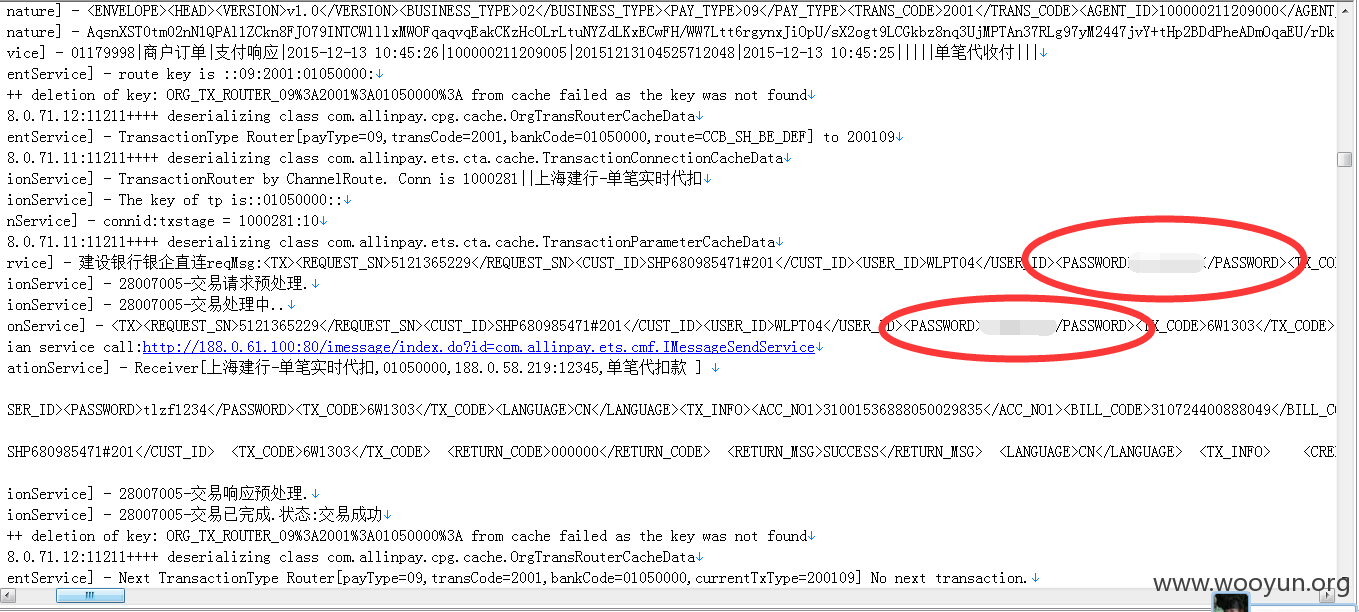 nature] - <ENVELOPE><HEAD><VERSION>v1.0</VERSION><BUSINESS_TYPE>02</BUSINESS_TYPE><PAY_TYPE>09</PAY_TYPE><TRANS_CODE>2001</TRANS_CODE><AGENT_ID>100000211209000</AGENT_
nature] -
vice] - 01179998|商户订单|支付响应|2015-12-13 10:45:26|100000211209005|20151213104525712048|2015-12-13 10:45:25|||||单笔代收付|||↓
entService] - route key is ::09:2001:01050000:↓
++ deletion of key: ORG_TX_ROUTER_09%3A2001%3A01050000%3A from cache failed as the key was not found↓
8.0.71.12:11211++++ deserializing class com.allinpay.cpg.cache.OrgTransRouterCacheData↓
entService] - TransactionType Router[payType=09,transCode=2001,bankCode=01050000,route=CCB_SH_BE_DEF] to 200109↓
8.0.71.11:11211++++ deserializing class com.allinpay.ets.cta.cache.TransactionConnectionCacheData↓
ionService] - TransactionRouter by ChannelRoute. Conn is 1000281||上海建行-单笔实时代扣↓
ionService] - The key of tp is::01050000::↓
nService] - connid:txstage = 1000281:10↓
8.0.71.11:11211++++ deserializing class com.allinpay.ets.cta.cache.TransactionParameterCacheData↓
rvice] - 建设银行银企直连reqMsg:<TX><REQUEST_SN>5121365229</REQUEST_SN><CUST_ID>SHP680985471#201</CUST_ID><USER_ID>WLPT04</USER_ID><PASSWORD /PASSWORD><TX_CO
ionService] - 28007005-交易请求预处理.↓
ionService] - 28007005-交易处理中..↓
onService] - <TX><REQUEST_SN>5121365229</REQUEST_SN><CUST_ID>SHP680985471#201</CUST_ID><USER_ID>WLPT04</USER_ID><PASSWORD> /PASSWORD><TX_CODE>6W1303</TX_CODE>
ian service call:http://188.0.61.100:80/imessage/index.do?id=com.allinpay.ets.cmf.IMessageSendService↓
ationService] - Receiver[上海建行-单笔实时代扣,01050000,188.0.58.219:12345,单笔代扣款 ] ↓
SER_ID><PASSWORD>tlzf1234</PASSWORD><TX_CODE>6W1303</TX_CODE><LANGUAGE>CN</LANGUAGE><TX_INFO><ACC_NO1>31001536888050029835</ACC_NO1><BILL_CODE>310724400888049</BILL_CO
SHP680985471#201</CUST_ID> <TX_CODE>6W1303</TX_CODE> <RETURN_CODE>000000</RETURN_CODE> <RETURN_MSG>SUCCESS</RETURN_MSG> <LANGUAGE>CN</LANGUAGE> <TX_INFO> <CRE
ionService] - 28007005-交易响应预处理.↓
ionService] - 28007005-交易已完成.状态:交易成功↓
++ deletion of key: ORG_TX_ROUTER_09%3A2001%3A01050000%3A from cache failed as the key was not found↓
8.0.71.12:11211++++ deserializing class com.allinpay.cpg.cache.OrgTransRouterCacheData↓
entService] - Next TransactionType Router[payType=09,transCode=2001,bankCode=01050000,currentTxType=200109] No next transaction.↓
www.wooyun.org